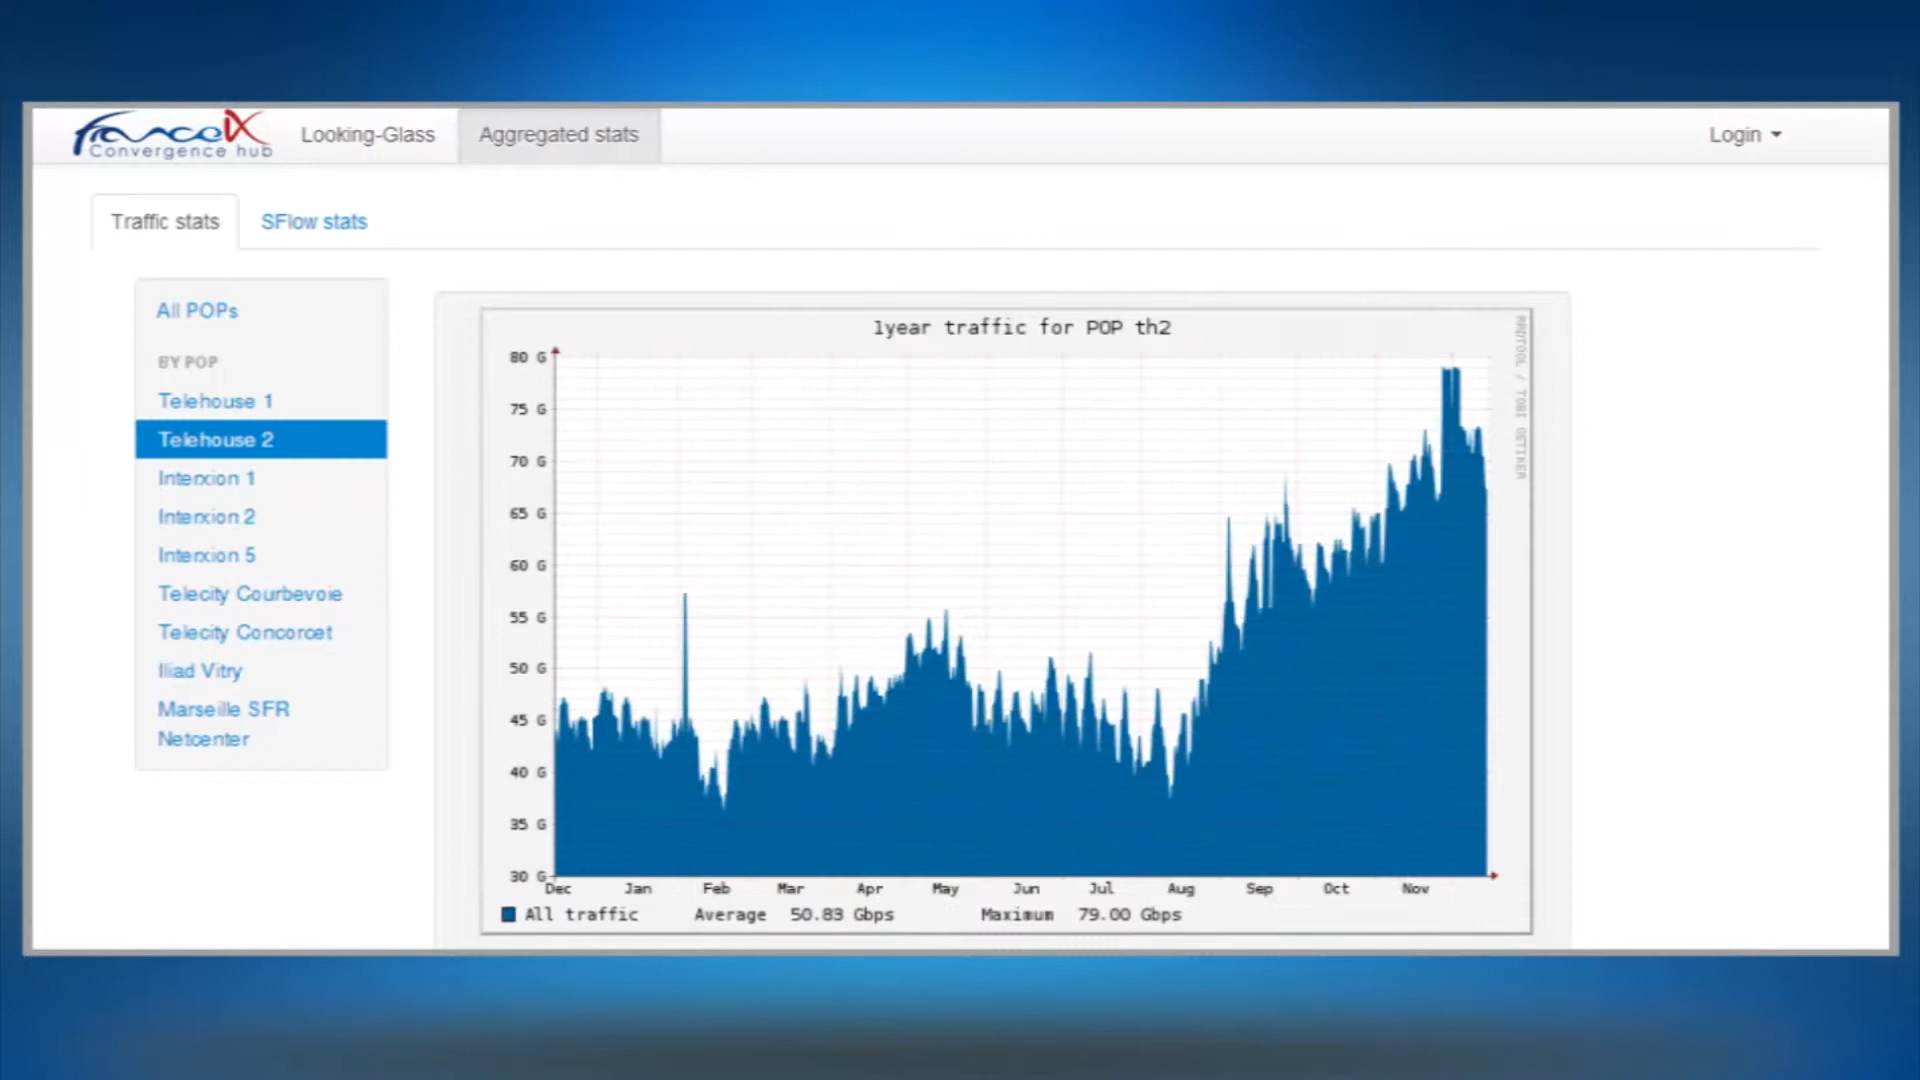 franceIX
Convergence hub
Looking-Glass
Aggregated stats
Login
Traffic stats
SFlow stats
All POPs
BY POP
Telehouse 1
Telehouse 2
Interxion 1
Interxion 2
Interxion 5
Telecity Courbevoie
Telecity Concorcet
Iliad Vitry
Marseille SFR
Netcenter
1year traffic for POP th2
RRDTOOL / TOBI OETIKER
80 G
75 G
70 G
65 G
60 G
55 G
50 G
45 G
40 G
35 G
30 G
Dec Jan Feb Mar Apr May Jun Jul Aug Sep Oct Nov
All traffic Average 50.83 Gbps Maximum 79.00 Gbps